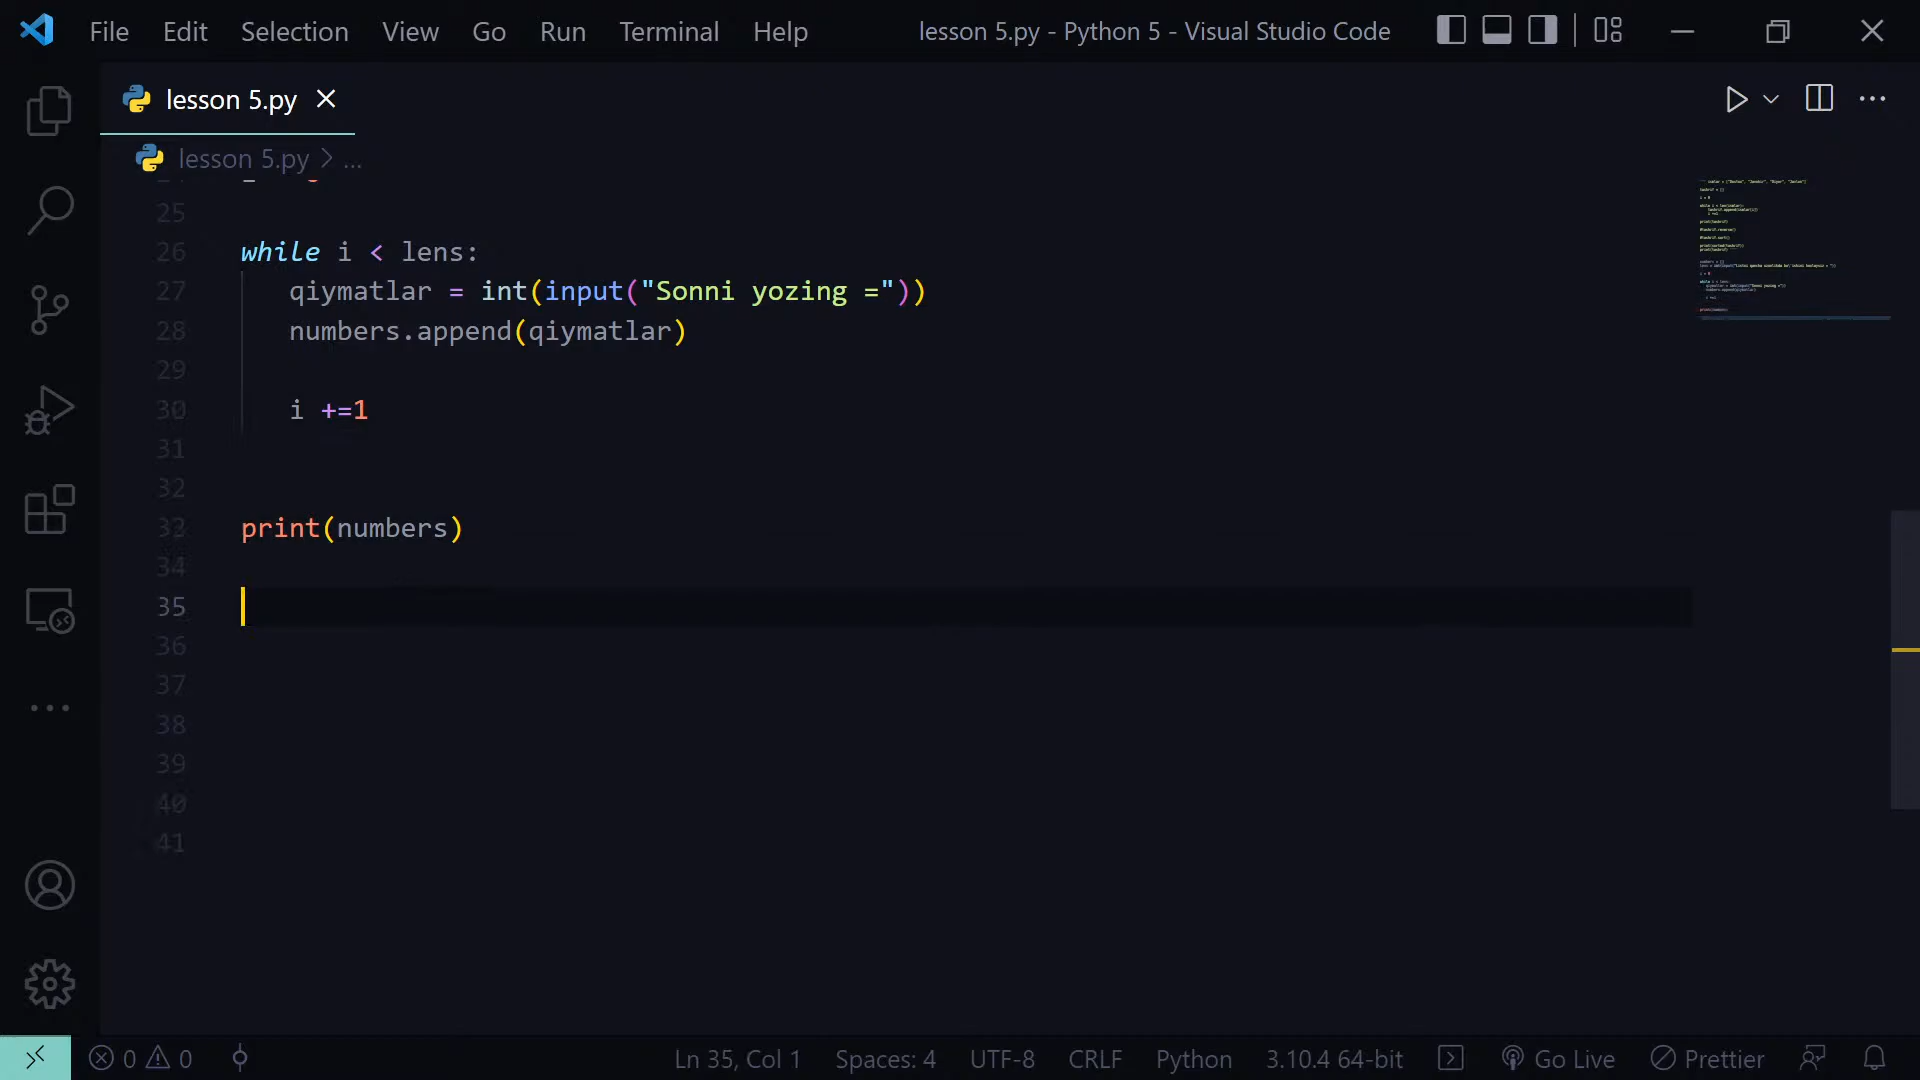 File Edit Selection View Go Run Terminal Help lesson 5.py - Python 5 - Visual Studio Code
lesson 5.py
lesson 5.py > ...
25
26 while i < lens:
27 qiymatlar = int(input("Sonni yozing ="))
28 numbers.append(qiymatlar)
29
30 i +=1
31
32
33 print(numbers)
34
35
36
37
38
39
40
41
0 0 Ln 35, Col 1 Spaces: 4 UTF-8 CRLF Python 3.10.4 64-bit Go Live Prettier